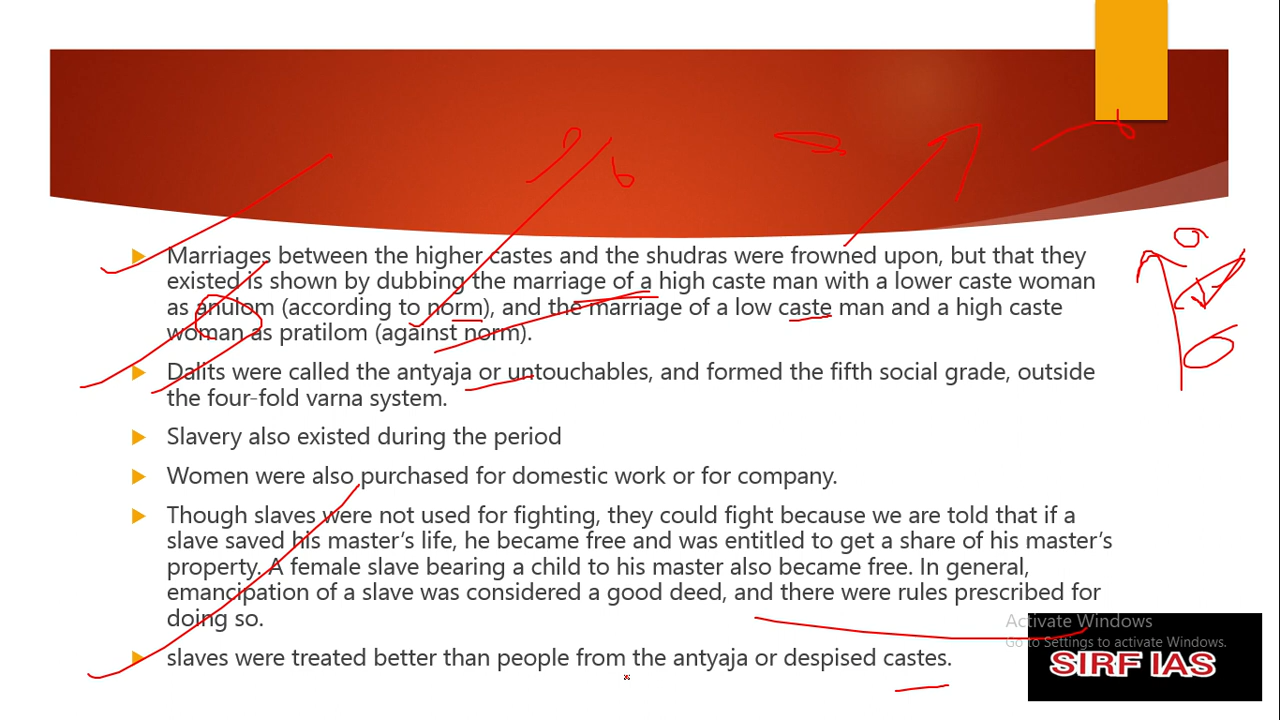 Marriages between the higher castes and the shudras were frowned upon, but that they
existed is shown by dubbing the marriage of a high caste man with a lower caste woman
as anulom (according to norm), and the marriage of a low caste man and a high caste
woman as pratilom (against norm).
Dalits were called the antyaja or untouchables, and formed the fifth social grade, outside
the four-fold varna system.
Slavery also existed during the period
Women were also purchased for domestic work or for company.
Though slaves were not used for fighting, they could fight because we are told that if a
slave saved his master’s life, he became free and was entitled to get a share of his master’s
property. A female slave bearing a child to his master also became free. In general,
emancipation of a slave was considered a good deed, and there were rules prescribed for
doing so.
slaves were treated better than people from the antyaja or despised castes.
Activate Windows
Go to Settings to activate Windows.
SIRF IAS